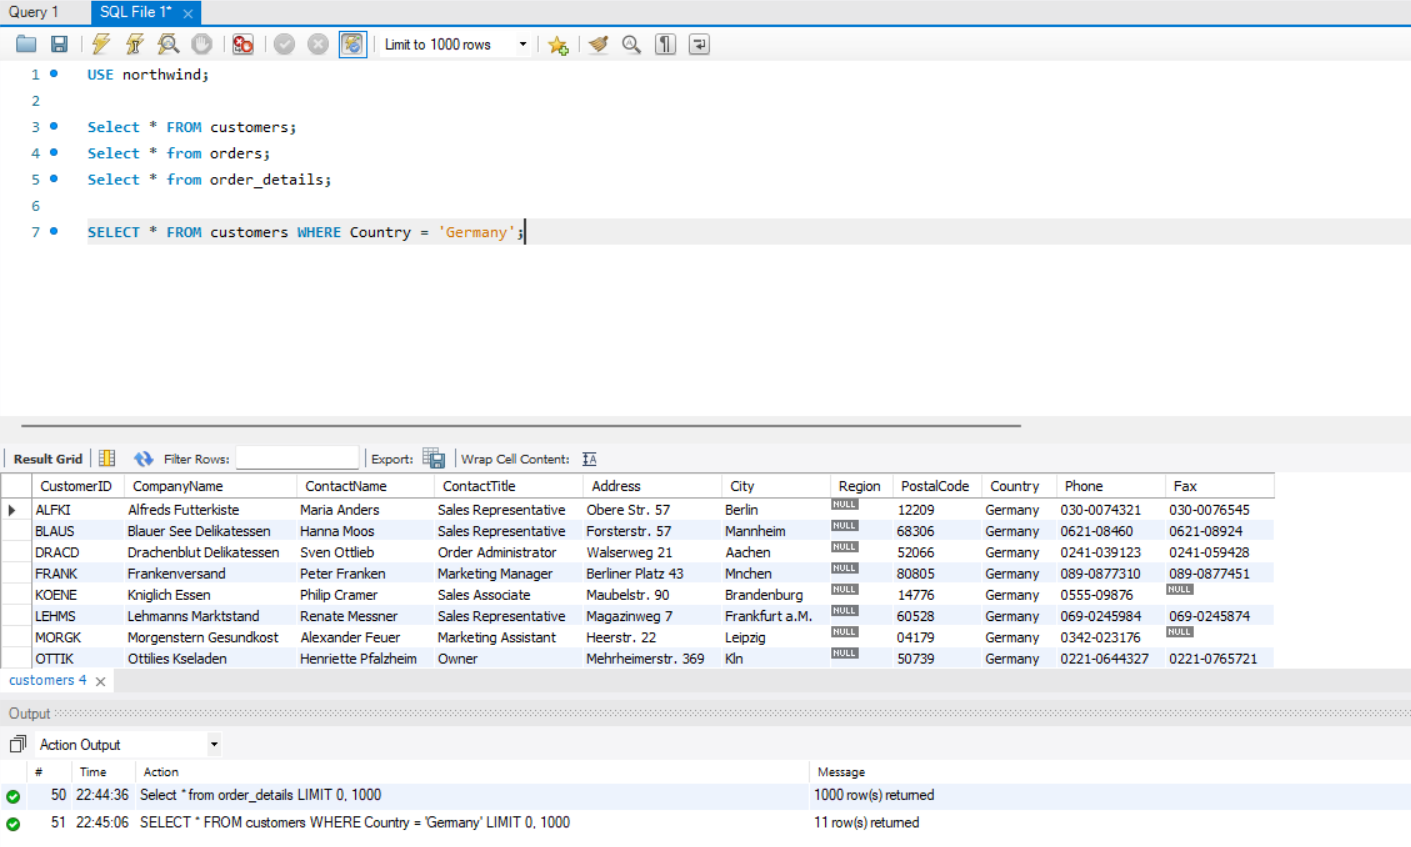 Query 1 SQL File 1* ×
Limit to 1000 rows
1 USE northwind;
2
3 Select * FROM customers;
4 Select * from orders;
5 Select * from order_details;
6
7 SELECT * FROM customers WHERE Country = 'Germany';
Result Grid Filter Rows: Export: Wrap Cell Content: IA
CustomerID CompanyName ContactName ContactTitle Address City Region PostalCode Country Phone Fax
ALFKI Alfreds Futterkiste Maria Anders Sales Representative Obere Str. 57 Berlin NULL 12209 Germany 030-0074321 030-0076545
BLAUS Blauer See Delikatessen Hanna Moos Sales Representative Forsterstr. 57 Mannheim NULL 68306 Germany 0621-08460 0621-08924
DRACD Drachenblut Delikatessen Sven Ottlieb Order Administrator Walserweg 21 Aachen NULL 52066 Germany 0241-039123 0241-059428
FRANK Frankenversand Peter Franken Marketing Manager Berliner Platz 43 Mnchen NULL 80805 Germany 089-0877310 089-0877451
KOENE Kniglich Essen Philip Cramer Sales Associate Maubelstr. 90 Brandenburg NULL 14776 Germany 0555-09876 NULL
LEHMS Lehmanns Marktstand Renate Messner Sales Representative Magazinweg 7 Frankfurt a.M. NULL 60528 Germany 069-0245984 069-0245874
MORGK Morgenstern Gesundkost Alexander Feuer Marketing Assistant Heerstr. 22 Leipzig NULL 04179 Germany 0342-023176 NULL
OTTIK Ottilies Kseladen Henriette Pfalzheim Owner Mehrheimerstr. 369 Kln NULL 50739 Germany 0221-0644327 0221-0765721
customers 4 ×
Output
Action Output
# Time Action Message
50 22:44:36 Select * from order_details LIMIT 0, 1000 1000 row(s) returned
51 22:45:06 SELECT * FROM customers WHERE Country = 'Germany' LIMIT 0, 1000 11 row(s) returned